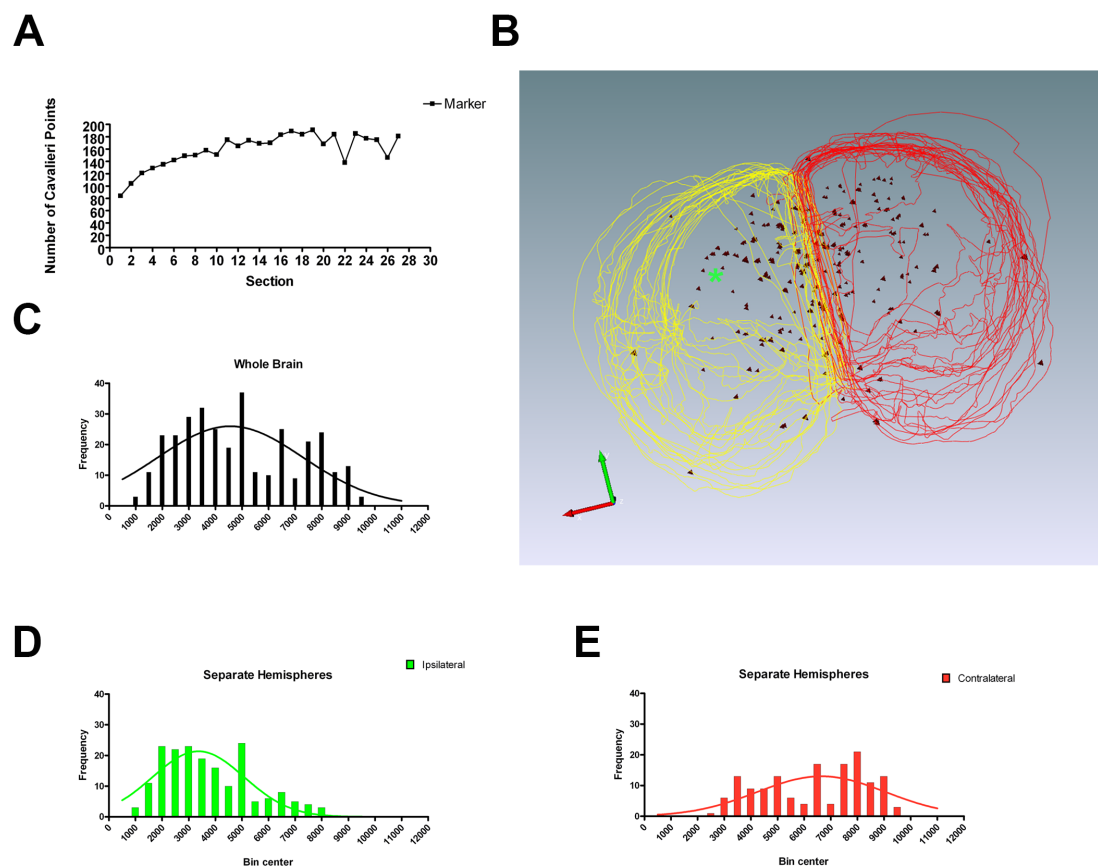 A
B
Number of Cavalieri Points
Marker
200
180
160
140
120
100
80
60
40
20
0
0 2 4 6 8 10 12 14 16 18 20 22 24 26 28 30
Section
*
C
Whole Brain
Frequency
40
30
20
10
0
0 1000 2000 3000 4000 5000 6000 7000 8000 9000 10000 11000 12000
D
Separate Hemispheres
Ipsilateral
Frequency
40
30
20
10
0
0 1000 2000 3000 4000 5000 6000 7000 8000 9000 10000 11000 12000
Bin center
E
Separate Hemispheres
Contralateral
Frequency
40
30
20
10
0
0 1000 2000 3000 4000 5000 6000 7000 8000 9000 10000 11000 12000
Bin center